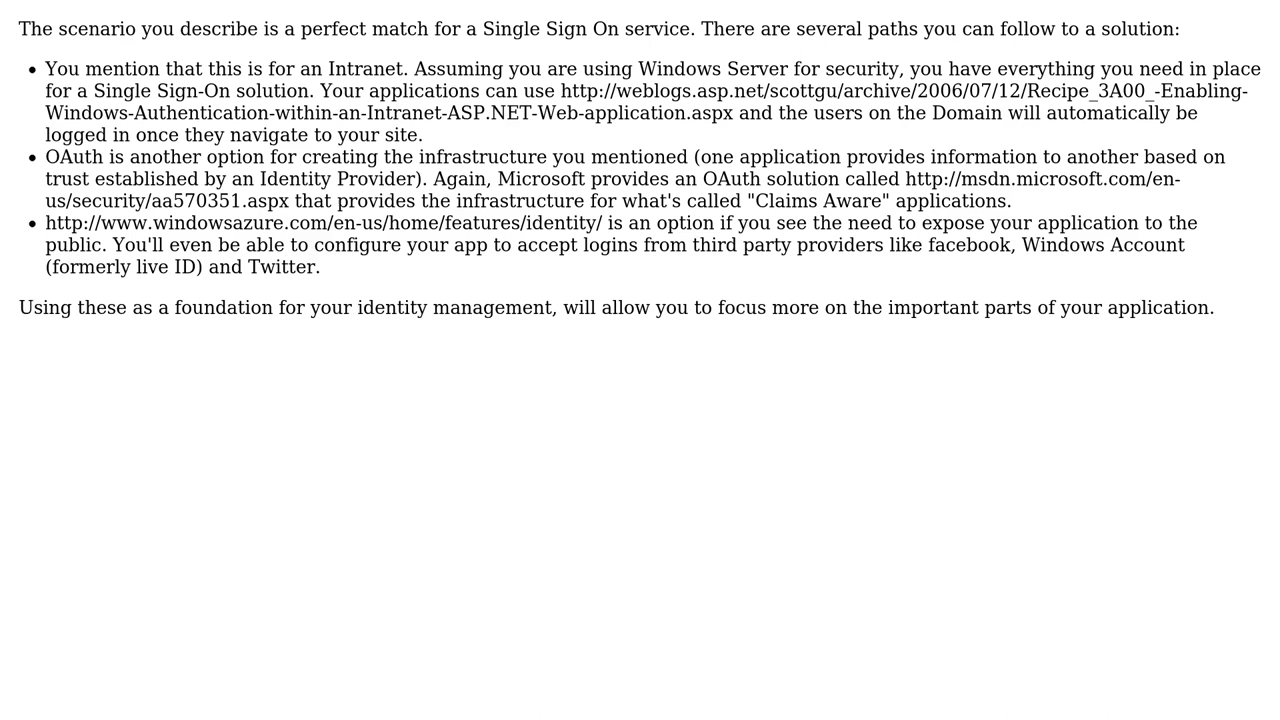 The scenario you describe is a perfect match for a Single Sign On service. There are several paths you can follow to a solution:
• You mention that this is for an Intranet. Assuming you are using Windows Server for security, you have everything you need in place
for a Single Sign-On solution. Your applications can use http://weblogs.asp.net/scottgu/archive/2006/07/12/Recipe_3A00_-Enabling-
Windows-Authentication-within-an-Intranet-ASP.NET-Web-application.aspx and the users on the Domain will automatically be
logged in once they navigate to your site.
• OAuth is another option for creating the infrastructure you mentioned (one application provides information to another based on
trust established by an Identity Provider). Again, Microsoft provides an OAuth solution called http://msdn.microsoft.com/en-
us/security/aa570351.aspx that provides the infrastructure for what's called "Claims Aware" applications.
• http://www.windowsazure.com/en-us/home/features/identity/ is an option if you see the need to expose your application to the
public. You'll even be able to configure your app to accept logins from third party providers like facebook, Windows Account
(formerly live ID) and Twitter.
Using these as a foundation for your identity management, will allow you to focus more on the important parts of your application.